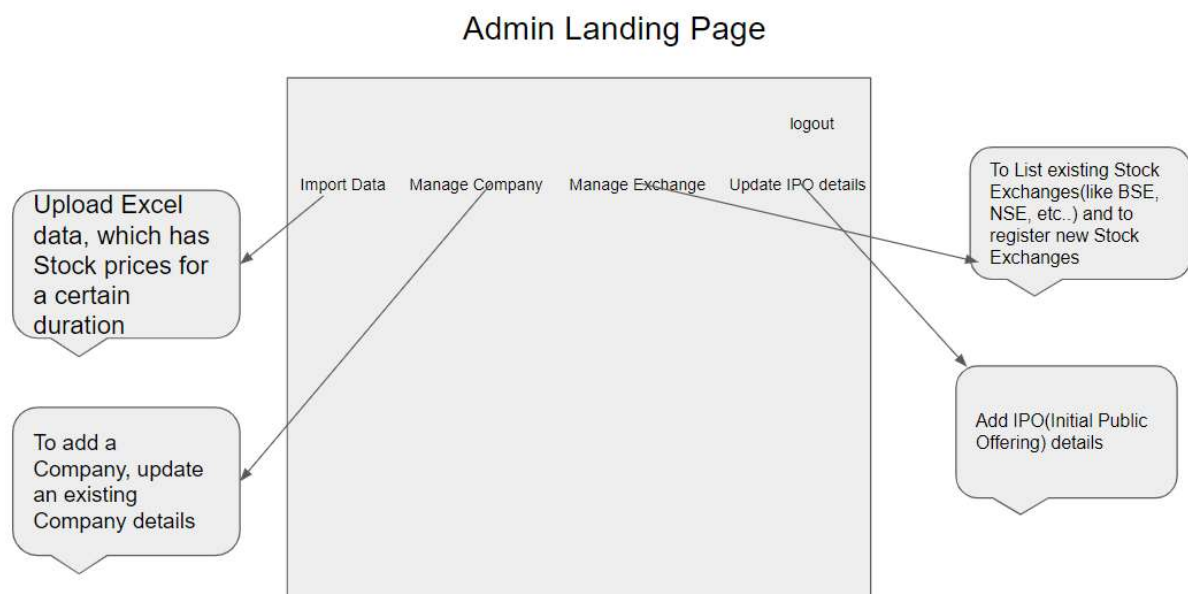 Admin Landing Page
logout
Import Data
Manage Company
Manage Exchange
Update IPO details
Upload Excel
data, which has
Stock prices for
a certain
duration
To List existing Stock
Exchanges(like BSE,
NSE, etc..) and to
register new Stock
Exchanges
To add a
Company, update
an existing
Company details
Add IPO(Initial Public
Offering) details